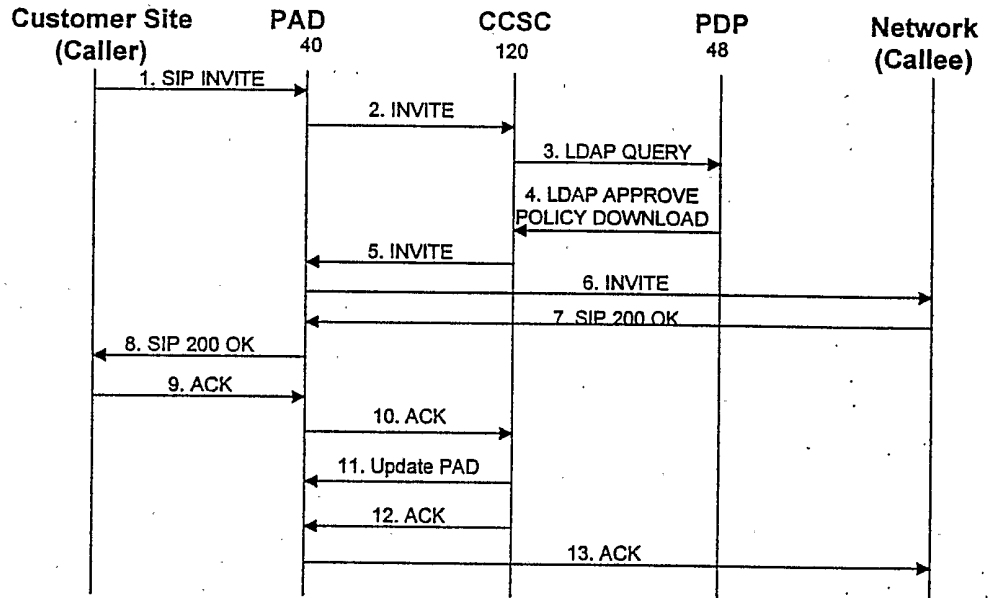 Customer Site
(Caller)
PAD
40
CCSC
120
PDP
48
Network
(Callee)
1. SIP INVITE
2. INVITE
3. LDAP QUERY
4. LDAP APPROVE
POLICY DOWNLOAD
5. INVITE
6. INVITE
7. SIP 200 OK
8. SIP 200 OK
9. ACK
10. ACK
11. Update PAD
12. ACK
13. ACK